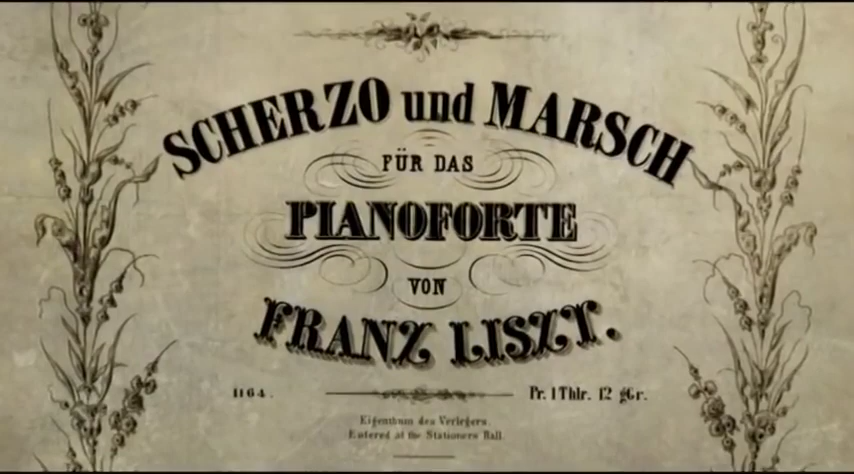 SCHERZO und MARSCH
FÜR DAS
PIANOFORTE
VON
FRANZ LISZT.
1164. Pr. 1 Thlr. 12 gGr.
Eigenthum des Verlegers.
Entered at the Stationers Hall.